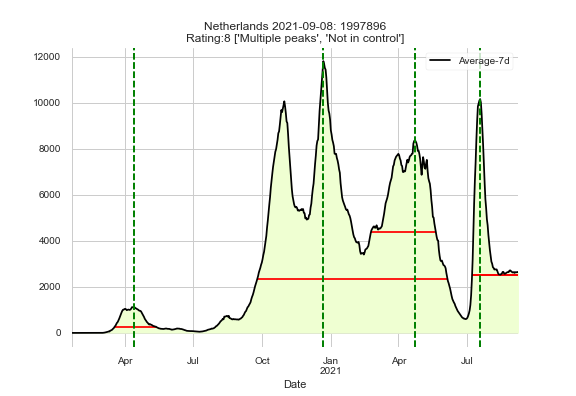 Netherlands 2021-09-08: 1997896
Rating:8 ['Multiple peaks', 'Not in control']
Average-7d
12000
10000
8000
6000
4000
2000
0
Apr Jul Oct Jan Apr Jul
2021
Date